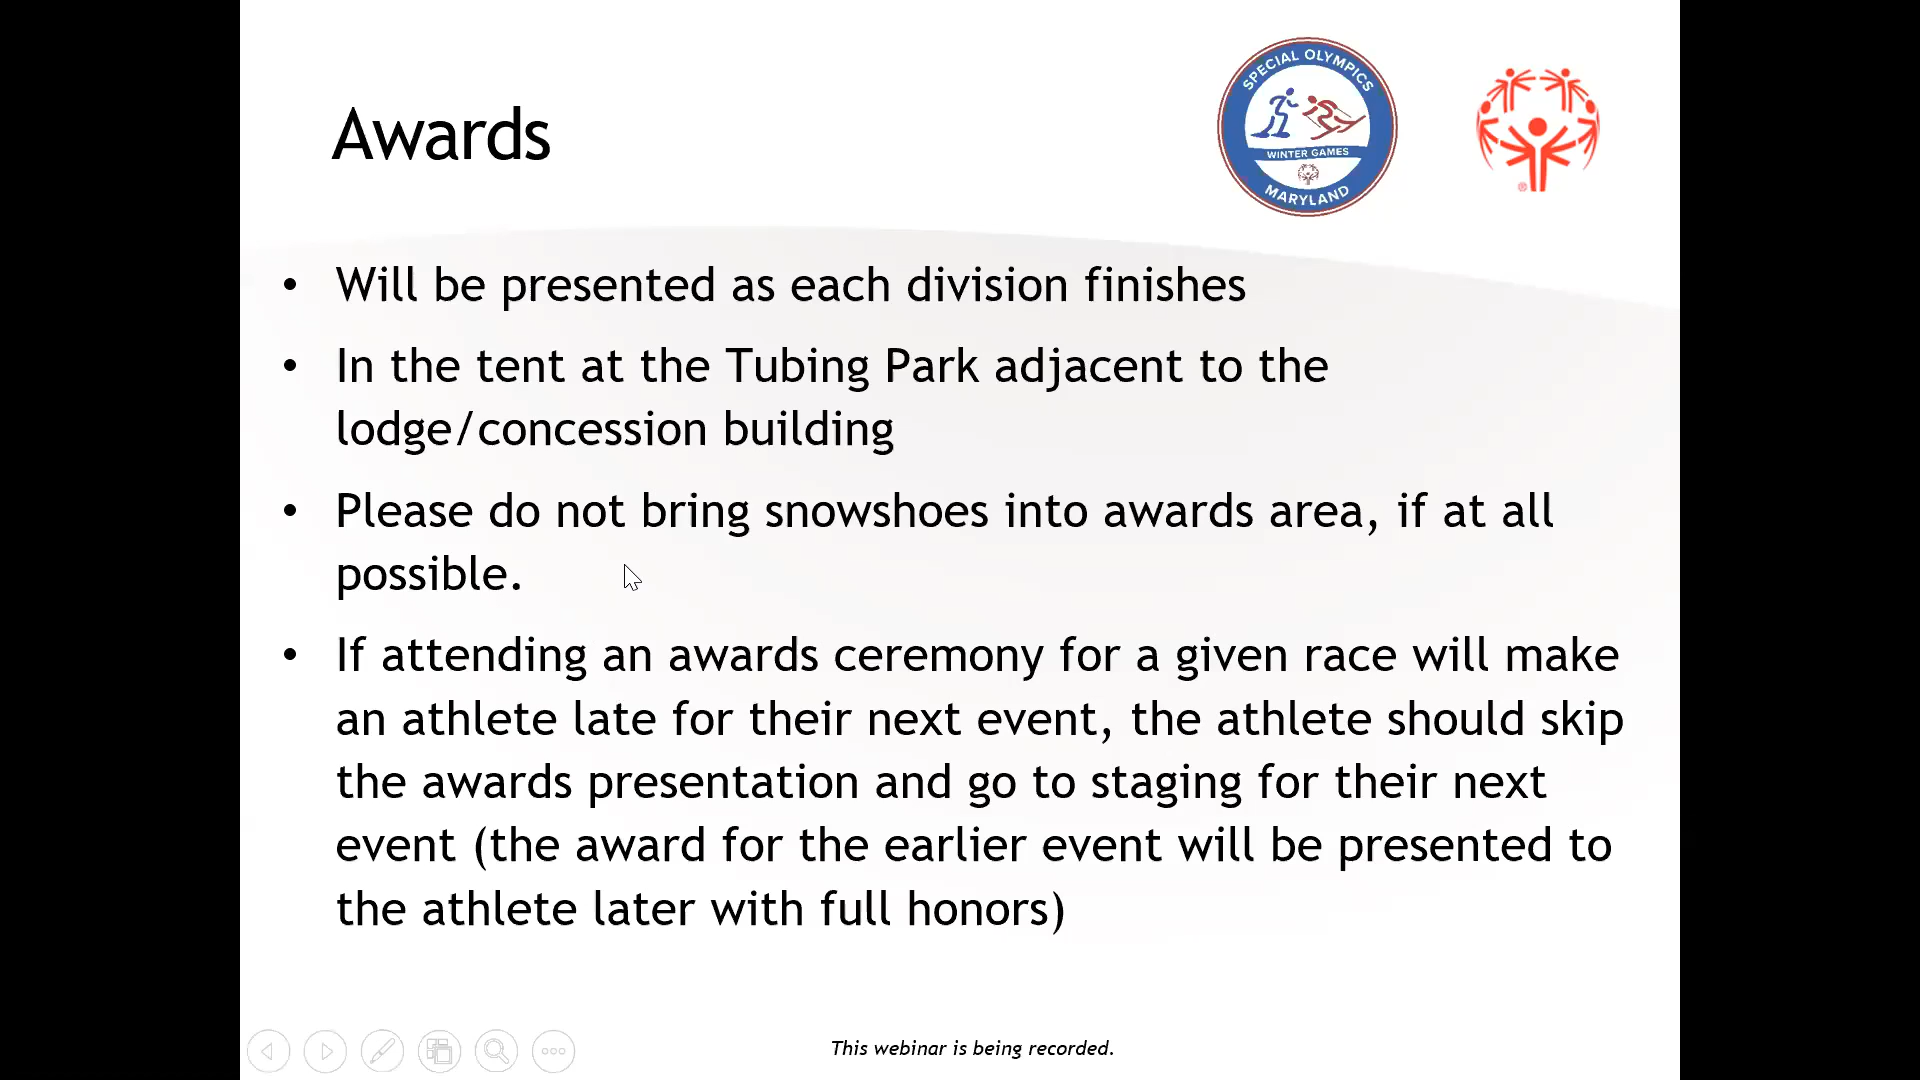 Awards
SPECIAL OLYMPICS
WINTER GAMES
MARYLAND
®
• Will be presented as each division finishes
• In the tent at the Tubing Park adjacent to the
lodge/concession building
• Please do not bring snowshoes into awards area, if at all
possible.
• If attending an awards ceremony for a given race will make
an athlete late for their next event, the athlete should skip
the awards presentation and go to staging for their next
event (the award for the earlier event will be presented to
the athlete later with full honors)
This webinar is being recorded.